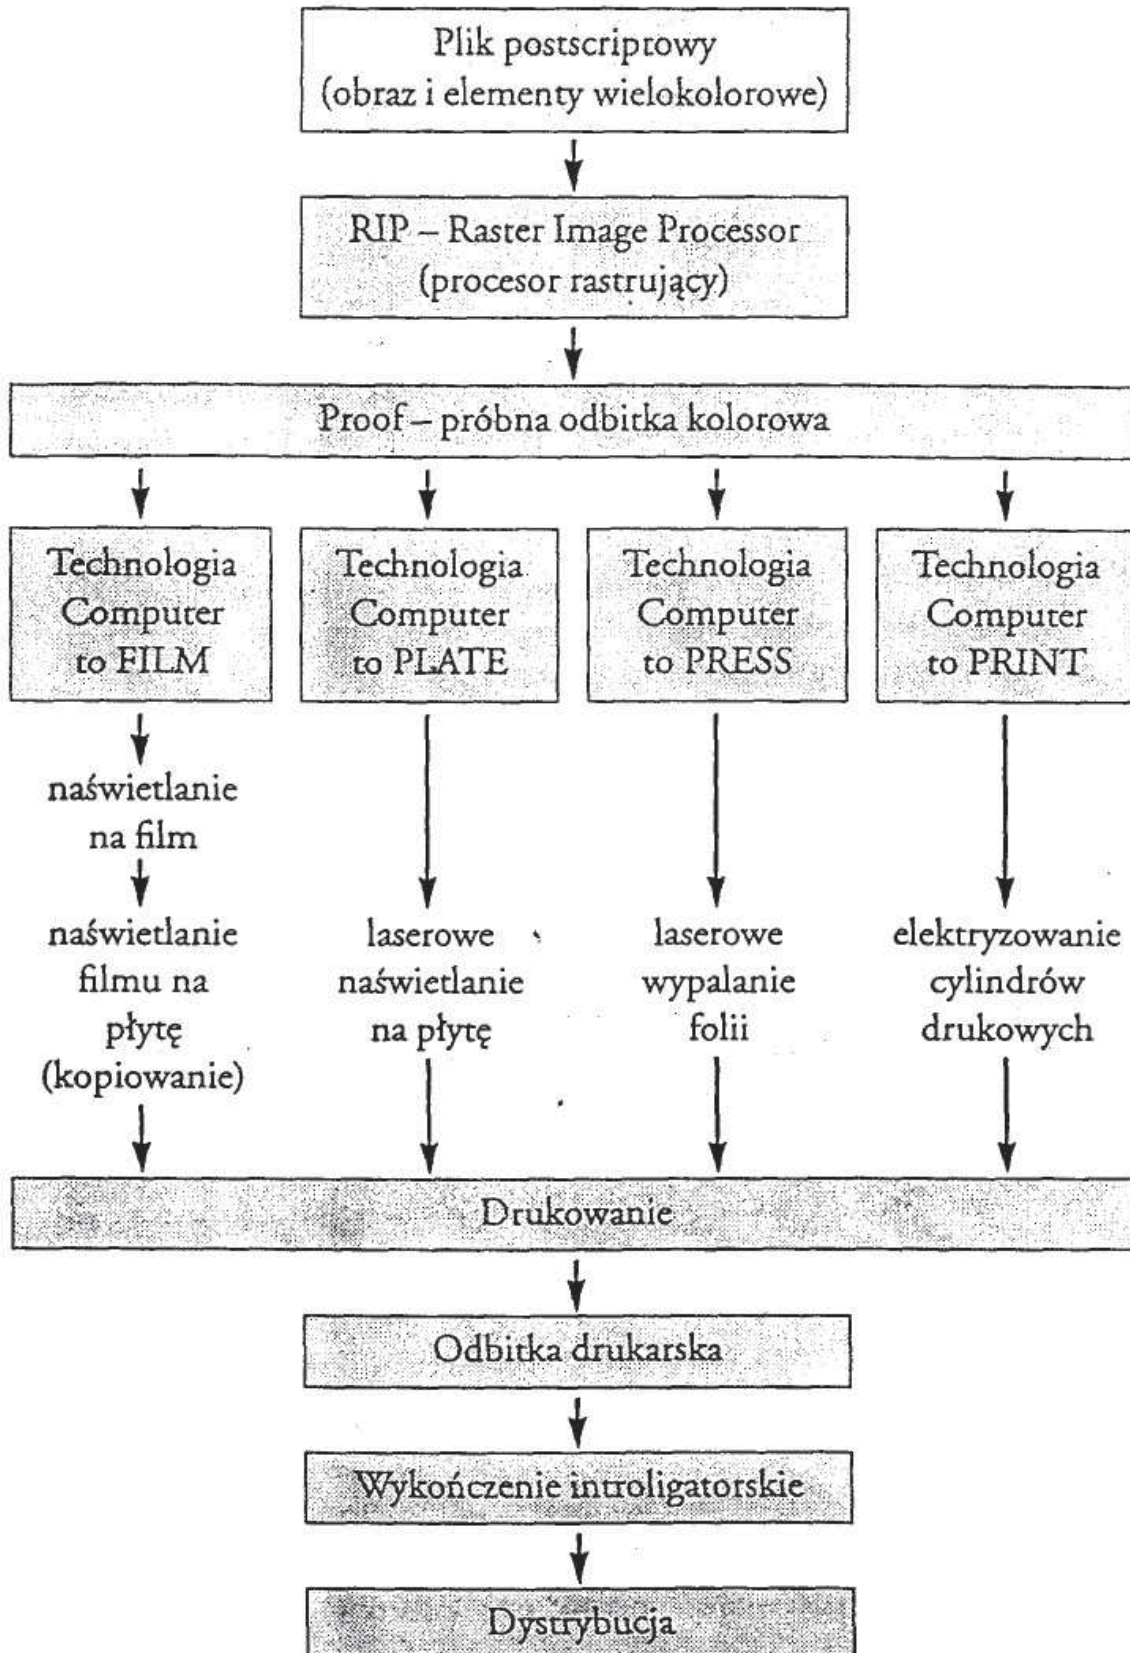 Plik postscriptowy
(obraz i elementy wielokolorowe)
RIP – Raster Image Processor
(procesor rastrujący)
Proof – próbna odbitka kolorowa
Technologia
Computer
to FILM
Technologia
Computer
to PLATE
Technologia
Computer
to PRESS
Technologia
Computer
to PRINT
naświetlanie
na film
naświetlanie
filmu na
płytę
(kopiowanie)
laserowe
naświetlanie
na płytę
laserowe
wypalanie
folii
elektryzowanie
cylindrów
drukowych
Drukowanie
Odbitka drukarska
Wykończenie introligatorskie
Dystrybucja